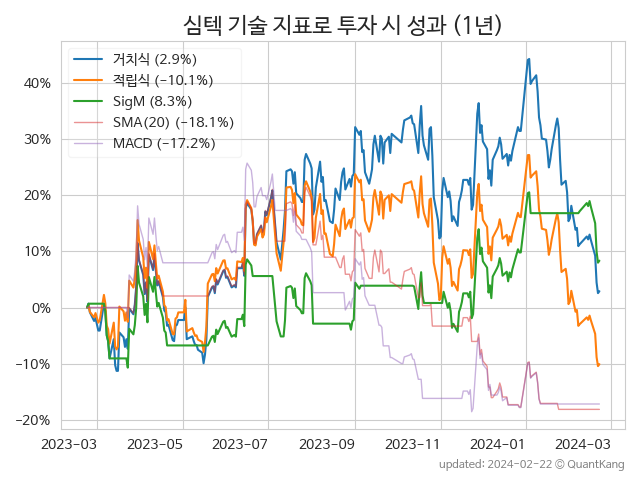 심텍 기술 지표로 투자 시 성과 (1년)
거치식 (2.9%)
적립식 (−10.1%)
SigM (8.3%)
SMA(20) (−18.1%)
MACD (−17.2%)
40%
30%
20%
10%
0%
−10%
−20%
2023-03 2023-05 2023-07 2023-09 2023-11 2024-01 2024-03
updated: 2024-02-22 © QuantKang